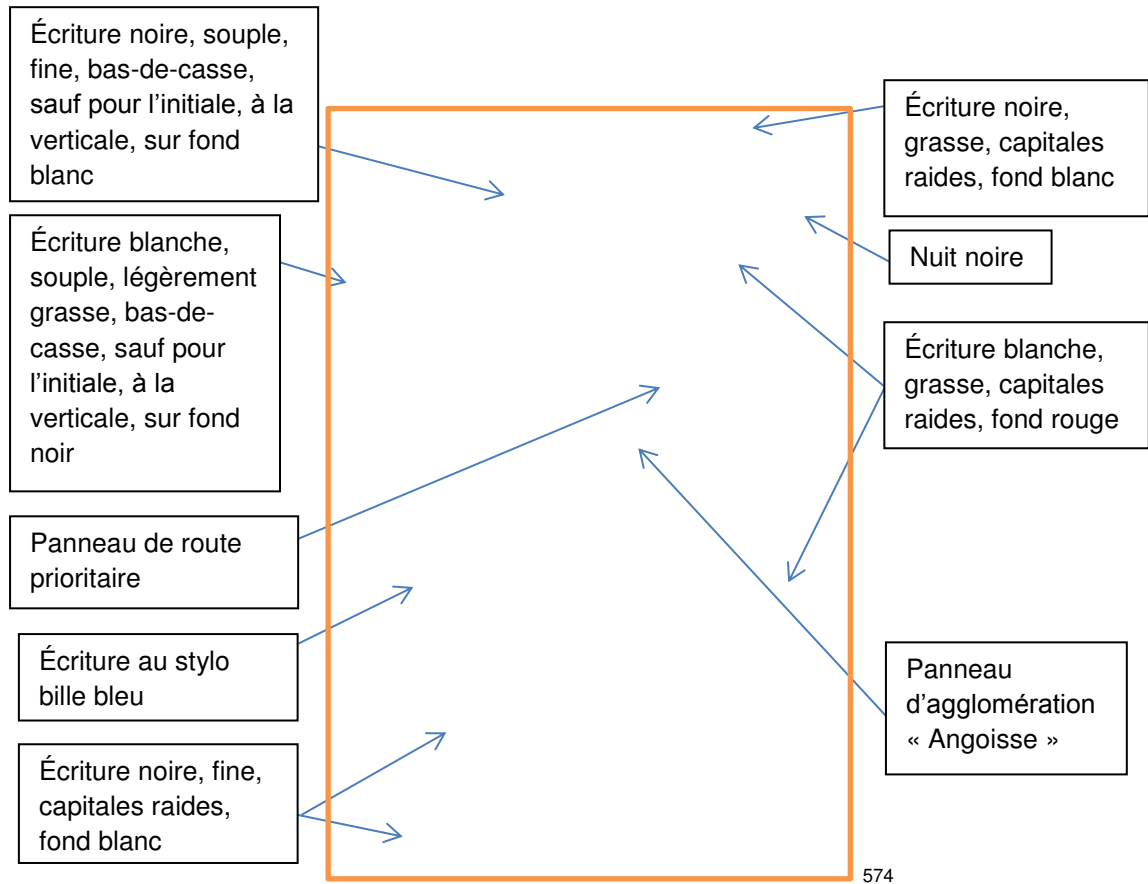 Écriture noire, souple,
fine, bas-de-casse,
sauf pour l’initiale, à la
verticale, sur fond
blanc
Écriture blanche,
souple, légèrement
grasse, bas-de-
casse, sauf pour
l’initiale, à la
verticale, sur fond
noir
Panneau de route
prioritaire
Écriture au stylo
bille bleu
Écriture noire, fine,
capitales raides,
fond blanc
Écriture noire,
grasse, capitales
raides, fond blanc
Nuit noire
Écriture blanche,
grasse, capitales
raides, fond rouge
Panneau
d’agglomération
« Angoisse »
574